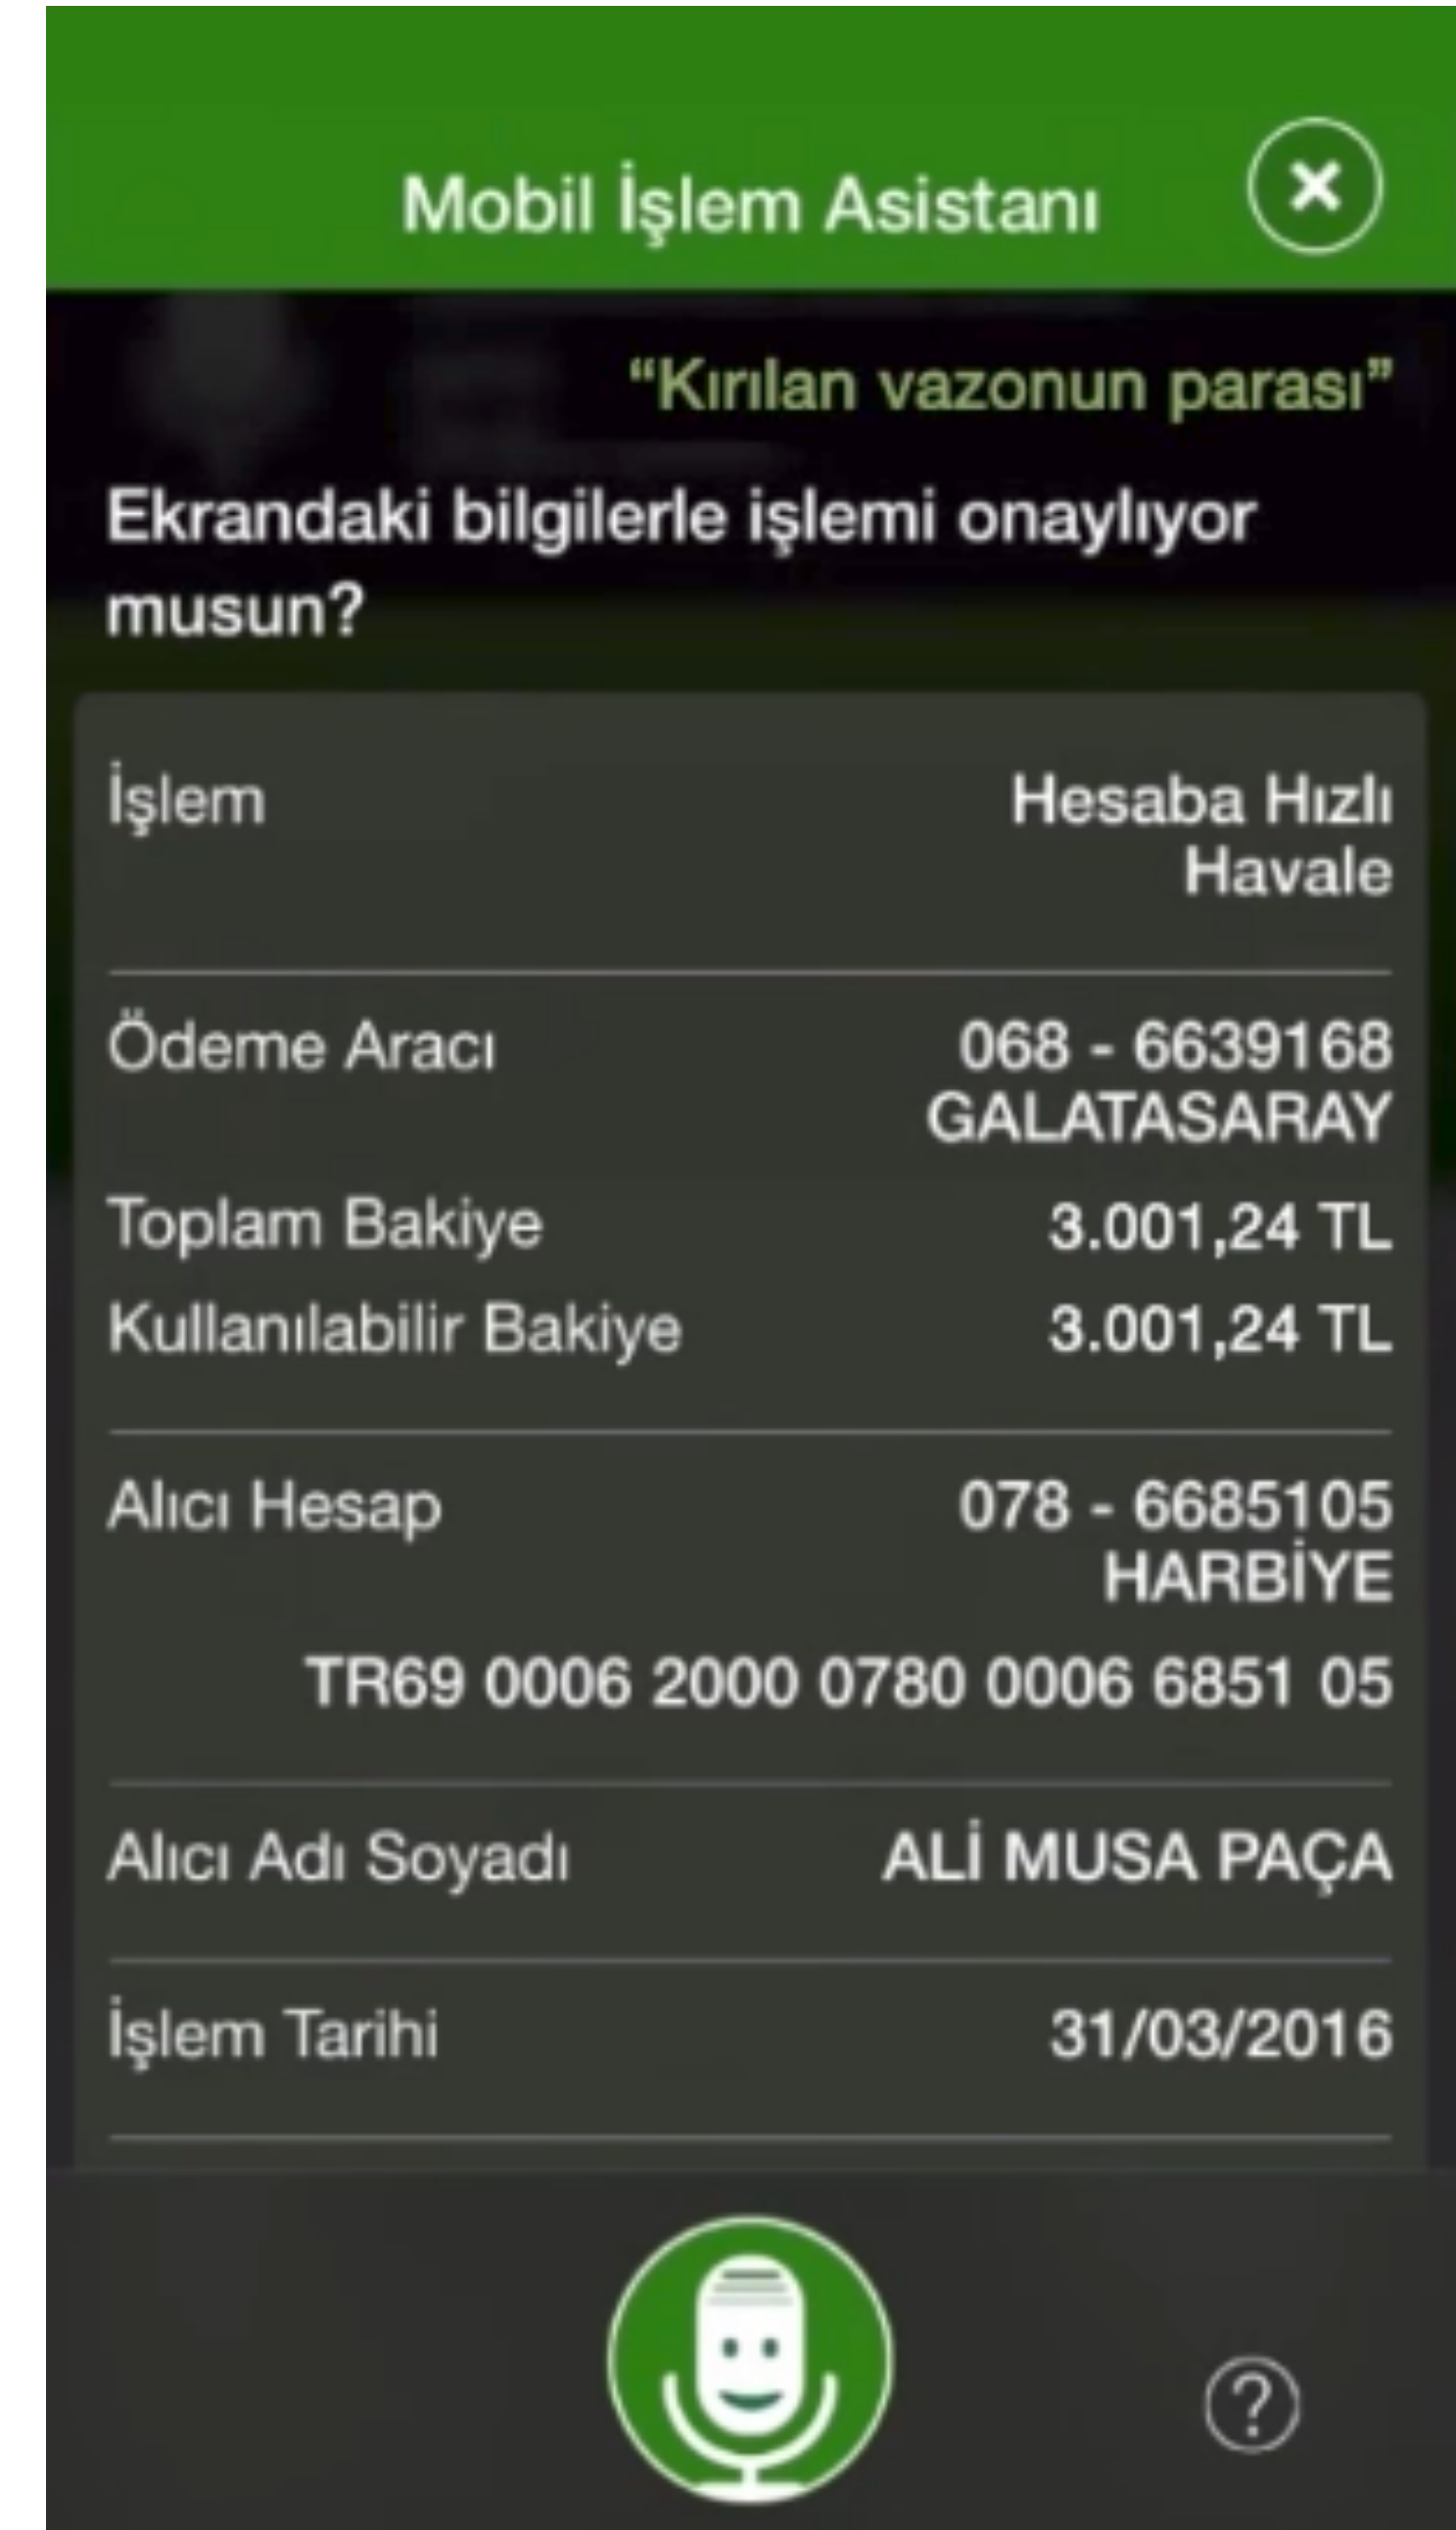 Mobil İşlem Asistanı
“Kırılan vazonun parası”
Ekrandaki bilgilerle işlemi onaylıyor
musun?
İşlem Hesaba Hızlı
Havale
Ödeme Aracı 068 - 6639168
GALATASARAY
Toplam Bakiye 3.001,24 TL
Kullanılabilir Bakiye 3.001,24 TL
Alıcı Hesap 078 - 6685105
HARBİYE
TR69 0006 2000 0780 0006 6851 05
Alıcı Adı Soyadı ALİ MUSA PAÇA
İşlem Tarihi 31/03/2016
?